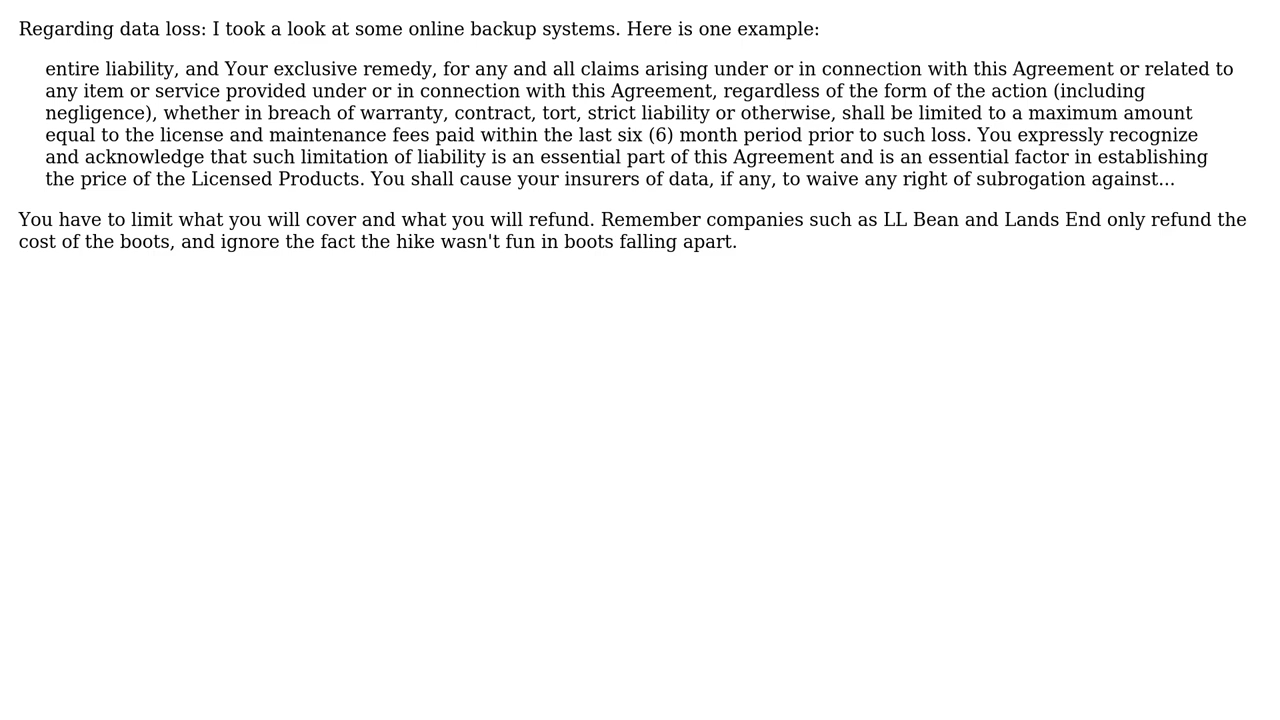 Regarding data loss: I took a look at some online backup systems. Here is one example:
entire liability, and Your exclusive remedy, for any and all claims arising under or in connection with this Agreement or related to
any item or service provided under or in connection with this Agreement, regardless of the form of the action (including
negligence), whether in breach of warranty, contract, tort, strict liability or otherwise, shall be limited to a maximum amount
equal to the license and maintenance fees paid within the last six (6) month period prior to such loss. You expressly recognize
and acknowledge that such limitation of liability is an essential part of this Agreement and is an essential factor in establishing
the price of the Licensed Products. You shall cause your insurers of data, if any, to waive any right of subrogation against...
You have to limit what you will cover and what you will refund. Remember companies such as LL Bean and Lands End only refund the
cost of the boots, and ignore the fact the hike wasn't fun in boots falling apart.